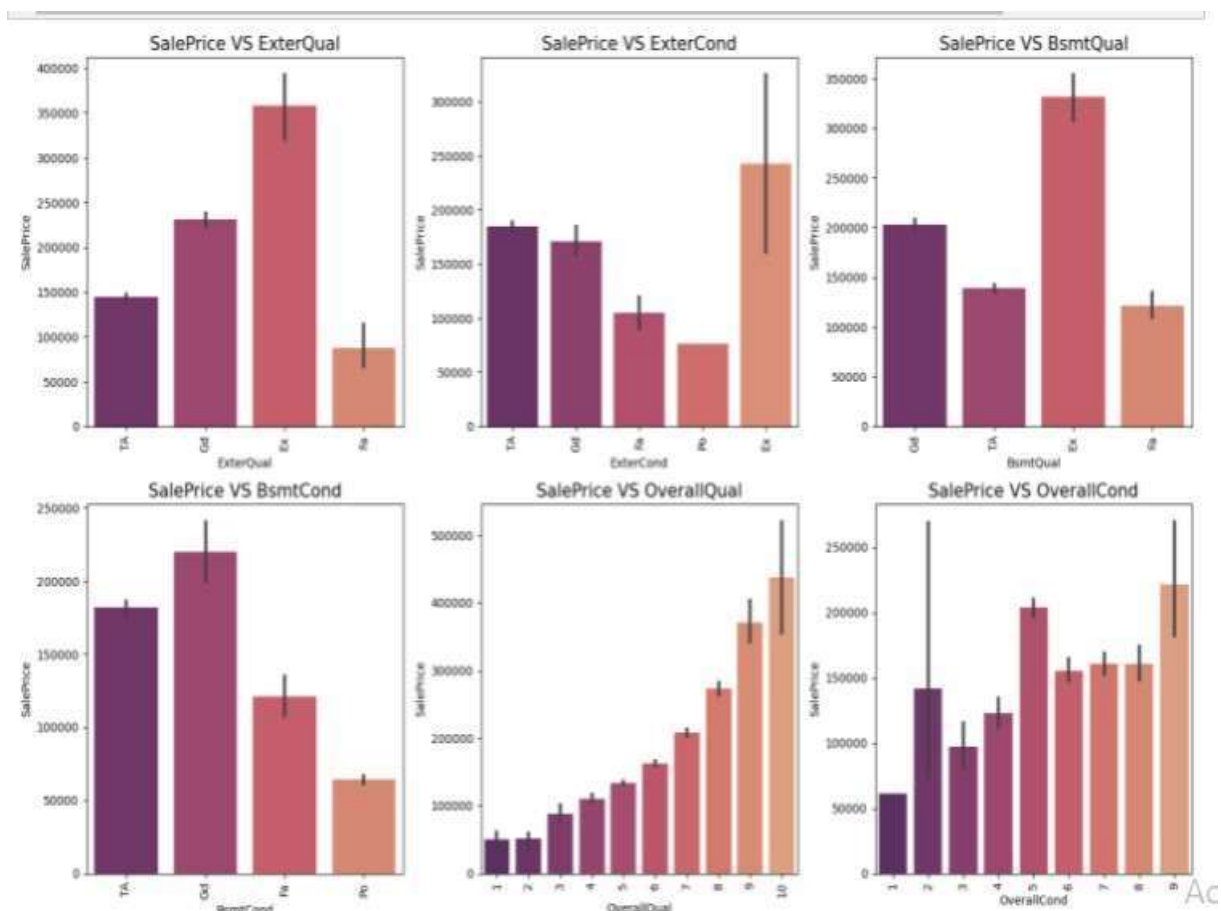 SalePrice VS ExterQual
SalePrice VS ExterCond
SalePrice VS BsmtQual
400000
350000
300000
250000
200000
150000
100000
50000
0
SalePrice
TA
Gd
Ex
Fa
ExterQual
300000
250000
200000
150000
100000
50000
0
SalePrice
TA
Gd
Fa
Po
Ex
ExterCond
350000
300000
250000
200000
150000
100000
50000
0
SalePrice
Gd
TA
Ex
Fa
BsmtQual
SalePrice VS BsmtCond
SalePrice VS OverallQual
SalePrice VS OverallCond
250000
200000
150000
100000
50000
0
SalePrice
TA
Gd
Fa
Po
BsmtCond
500000
400000
300000
200000
100000
0
SalePrice
1
2
3
4
5
6
7
8
9
10
OverallQual
250000
200000
150000
100000
50000
0
SalePrice
1
2
3
4
5
6
7
8
9
OverallCond
Ac